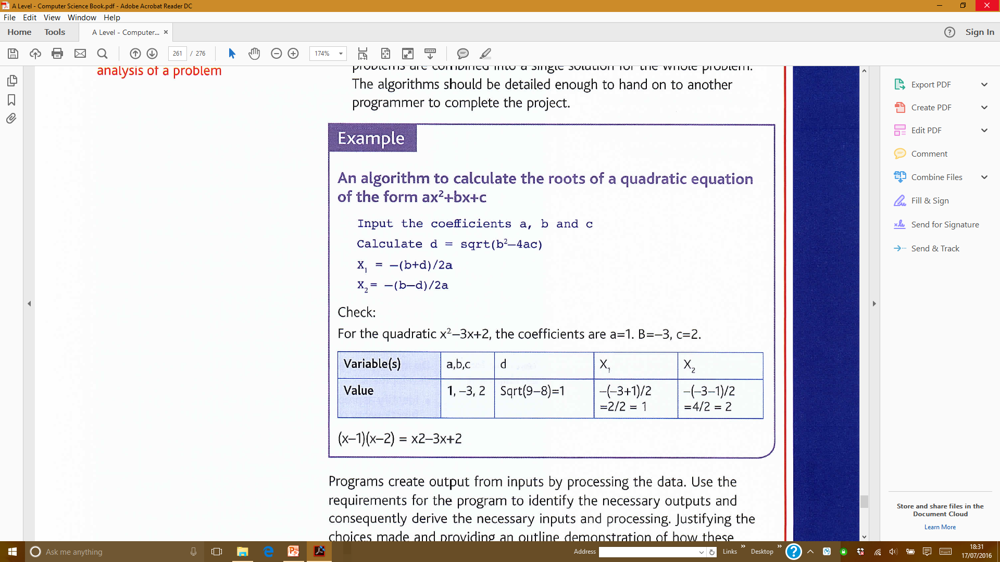 A Level - Computer Science Book.pdf - Adobe Acrobat Reader DC
File Edit View Window Help
Home Tools A Level - Computer... × Sign In
261 / 276 174%
analysis of a problem
problems are combined into a single solution for the whole problem.
The algorithms should be detailed enough to hand on to another
programmer to complete the project.
Example
An algorithm to calculate the roots of a quadratic equation
of the form ax²+bx+c
Input the coefficients a, b and c
Calculate d = sqrt(b²–4ac)
X₁ = –(b+d)/2a
X₂= –(b–d)/2a
Check:
For the quadratic x²–3x+2, the coefficients are a=1. B=–3, c=2.
Variable(s) a,b,c d X₁ X₂
Value 1, –3, 2 Sqrt(9–8)=1 –(–3+1)/2 –(–3–1)/2
=2/2 = 1 =4/2 = 2
(x–1)(x–2) = x2–3x+2
Programs create output from inputs by processing the data. Use the
requirements for the program to identify the necessary outputs and
consequently derive the necessary inputs and processing. Justifying the
choices made and providing an outline demonstration of how these
Export PDF
Create PDF
Edit PDF
Comment
Combine Files
Fill & Sign
Send for Signature
Send & Track
Store and share files in the
Document Cloud
Learn More
Ask me anything
Address Links » Desktop »
18:31
17/07/2016